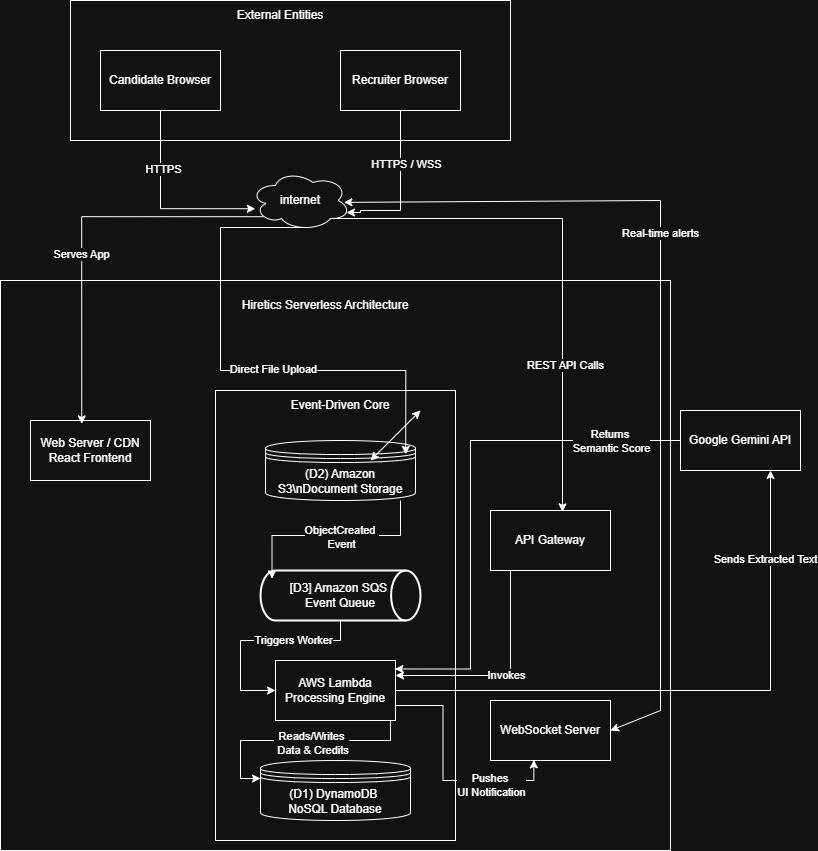 External Entities
Candidate Browser
Recruiter Browser
HTTPS
HTTPS / WSS
internet
Real-time alerts
Serves App
Hiretics Serverless Architecture
REST API Calls
Direct File Upload
Event-Driven Core
Web Server / CDN
React Frontend
Returns
Semantic Score
Google Gemini API
(D2) Amazon
S3\nDocument Storage
ObjectCreated
Event
API Gateway
Sends Extracted Text
[D3] Amazon SQS
Event Queue
Triggers Worker
Invokes
AWS Lambda
Processing Engine
WebSocket Server
Reads/Writes
Data & Credits
Pushes
UI Notification
(D1) DynamoDB
NoSQL Database